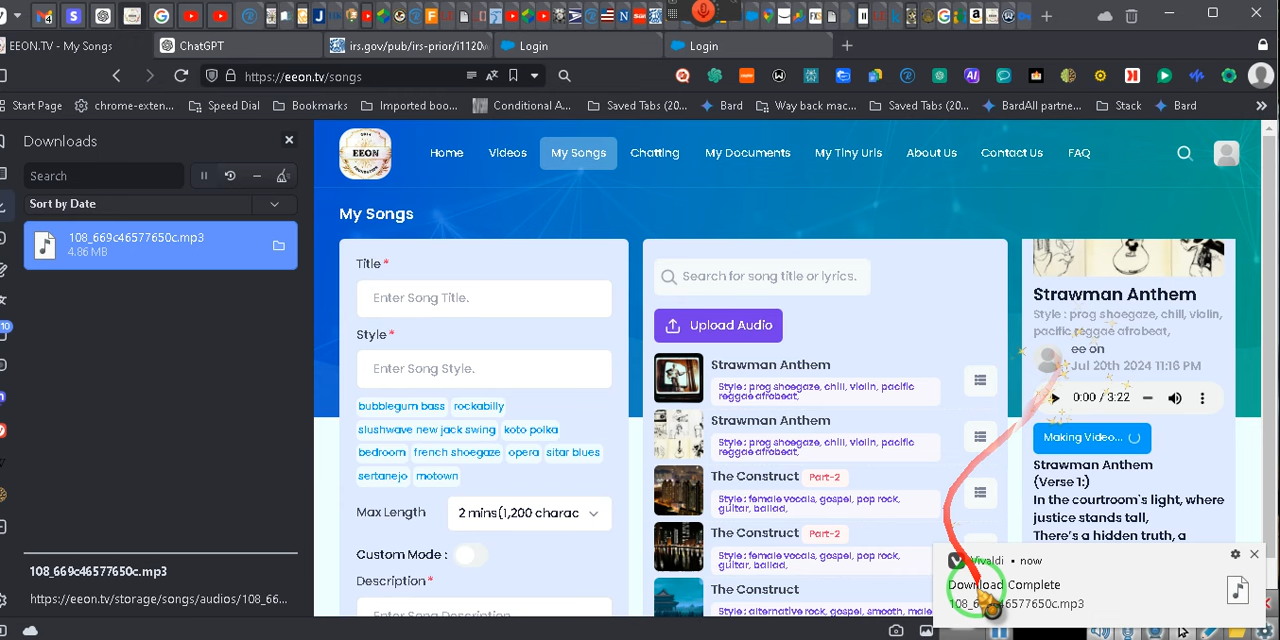 EEON.TV - My Songs
ChatGPT
irs.gov/pub/irs-prior/i1120
Login
Login
https://eeon.tv/songs
Start Page
chrome-exten...
Speed Dial
Bookmarks
Imported boo...
Conditional A...
Saved Tabs (20...
Bard
Way back mac...
Saved Tabs (20...
BardAll partne...
Stack
Bard
Downloads
Search
Sort by Date
108_669c46577650c.mp3
4.86 MB
108_669c46577650c.mp3
https://eeon.tv/storage/songs/audios/108_66...
EEON
Home
Videos
My Songs
Chatting
My Documents
My Tiny Urls
About Us
Contact Us
FAQ
My Songs
Title *
Enter Song Title.
Style *
Enter Song Style.
bubblegum bass rockabilly
slushwave new jack swing koto polka
bedroom french shoegaze opera sitar blues
sertanejo motown
Max Length
2 mins(1,200 charac
Custom Mode :
Description *
Enter Song Description
Search for song title or lyrics.
Upload Audio
Strawman Anthem
Style : prog shoegaze, chill, violin, pacific
reggae afrobeat,
Strawman Anthem
Style : prog shoegaze, chill, violin, pacific
reggae afrobeat,
The Construct Part-2
Style : female vocals, gospel, pop rock,
guitar, ballad,
The Construct Part-2
Style : female vocals, gospel, pop rock,
guitar, ballad,
The Construct
Style : alternative rock, gospel, smooth, male
Strawman Anthem
Style : prog shoegaze, chill, violin,
pacific reggae afrobeat,
ee on
Jul 20th 2024 11:16 PM
0:00 / 3:22
Making Video...
Strawman Anthem
(Verse 1:)
In the courtroom's light, where
justice stands tall,
There's a hidden truth, a
Vivaldi • now
Download Complete
108_669c46577650c.mp3